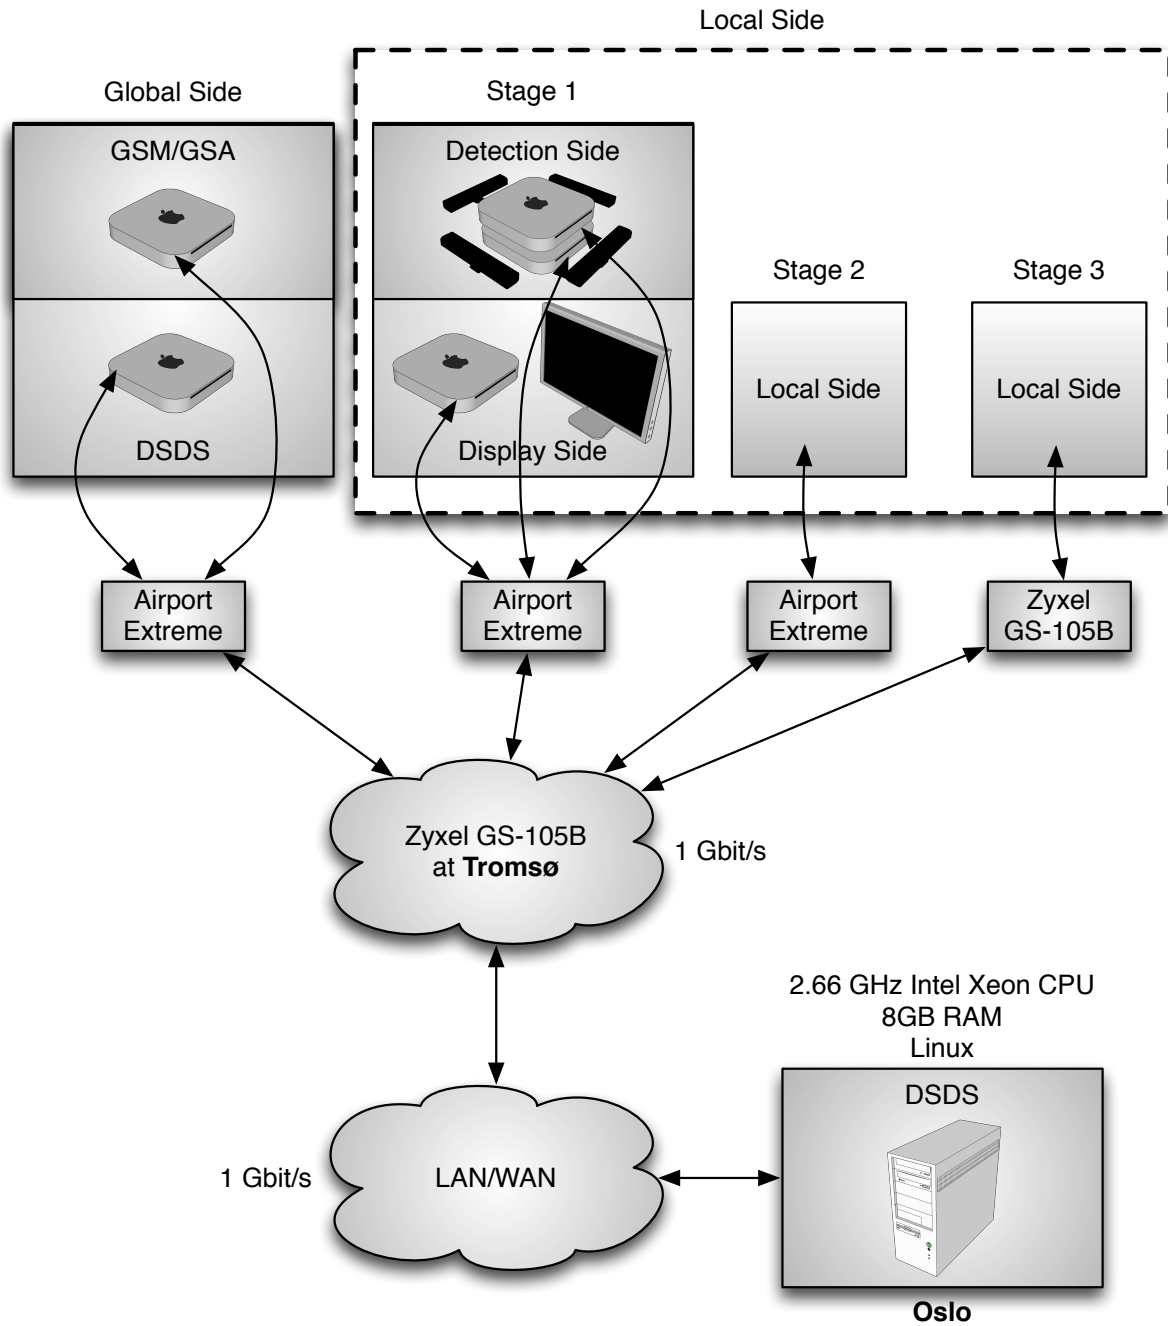 Local Side
Global Side
Stage 1
GSM/GSA
Detection Side
Stage 2
Stage 3
Local Side
Local Side
DSDS
Display Side
Airport
Extreme
Airport
Extreme
Airport
Extreme
Zyxel
GS-105B
Zyxel GS-105B
at Tromsø
1 Gbit/s
2.66 GHz Intel Xeon CPU
8GB RAM
Linux
DSDS
1 Gbit/s
LAN/WAN
Oslo